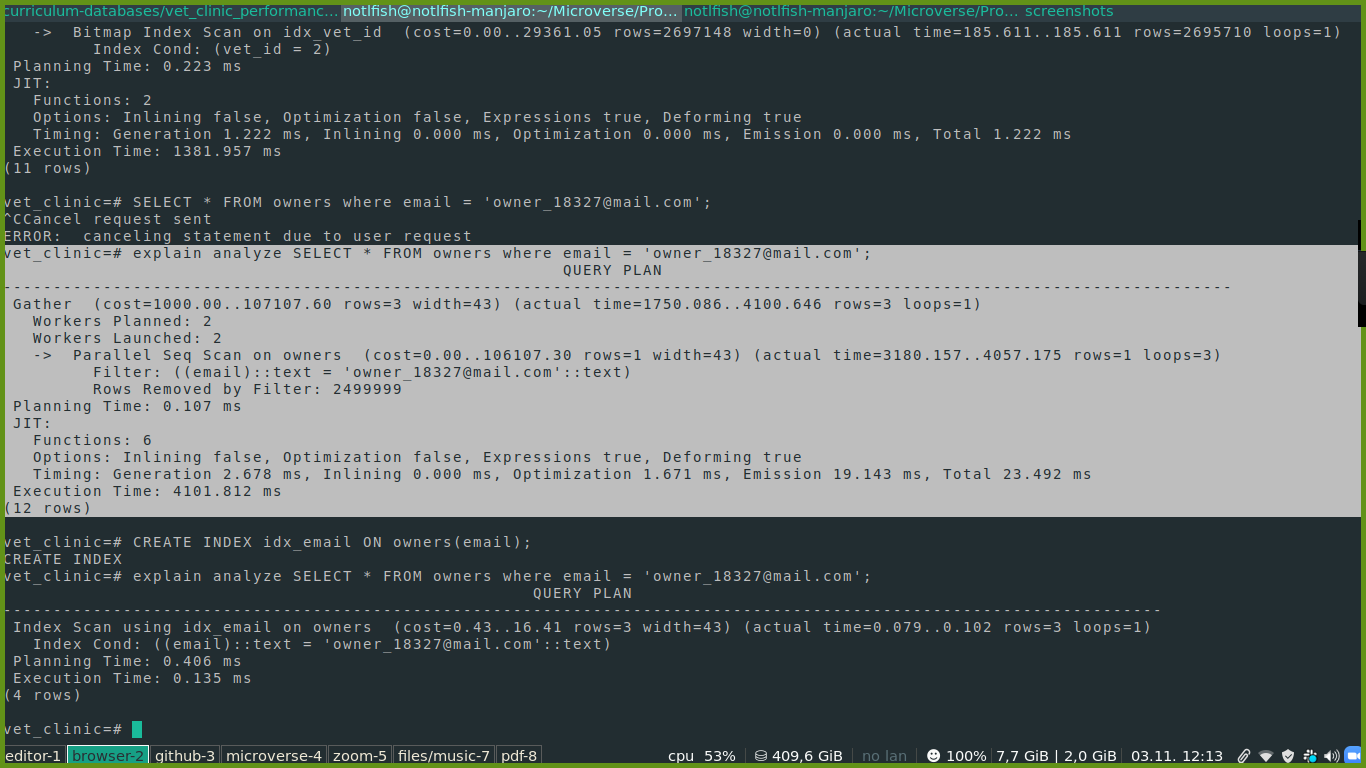 curriculum-databases/vet_clinic_performanc... notlfish@notlfish-manjaro:~/Microverse/Pro... notlfish@notlfish-manjaro:~/Microverse/Pro... screenshots
   ->  Bitmap Index Scan on idx_vet_id  (cost=0.00..29361.05 rows=2697148 width=0) (actual time=185.611..185.611 rows=2695710 loops=1)
         Index Cond: (vet_id = 2)
 Planning Time: 0.223 ms
 JIT:
   Functions: 2
   Options: Inlining false, Optimization false, Expressions true, Deforming true
   Timing: Generation 1.222 ms, Inlining 0.000 ms, Optimization 0.000 ms, Emission 0.000 ms, Total 1.222 ms
 Execution Time: 1381.957 ms
(11 rows)
vet_clinic=# SELECT * FROM owners where email = 'owner_18327@mail.com';
^CCancel request sent
ERROR:  canceling statement due to user request
vet_clinic=# explain analyze SELECT * FROM owners where email = 'owner_18327@mail.com';
QUERY PLAN
---------------------------------------------------------------------------------------------------------------------------
 Gather  (cost=1000.00..107107.60 rows=3 width=43) (actual time=1750.086..4100.646 rows=3 loops=1)
   Workers Planned: 2
   Workers Launched: 2
   ->  Parallel Seq Scan on owners  (cost=0.00..106107.30 rows=1 width=43) (actual time=3180.157..4057.175 rows=1 loops=3)
         Filter: ((email)::text = 'owner_18327@mail.com'::text)
         Rows Removed by Filter: 2499999
 Planning Time: 0.107 ms
 JIT:
   Functions: 6
   Options: Inlining false, Optimization false, Expressions true, Deforming true
   Timing: Generation 2.678 ms, Inlining 0.000 ms, Optimization 1.671 ms, Emission 19.143 ms, Total 23.492 ms
 Execution Time: 4101.812 ms
(12 rows)
vet_clinic=# CREATE INDEX idx_email ON owners(email);
CREATE INDEX
vet_clinic=# explain analyze SELECT * FROM owners where email = 'owner_18327@mail.com';
QUERY PLAN
--------------------------------------------------------------------------------------------------------------------
 Index Scan using idx_email on owners  (cost=0.43..16.41 rows=3 width=43) (actual time=0.079..0.102 rows=3 loops=1)
   Index Cond: ((email)::text = 'owner_18327@mail.com'::text)
 Planning Time: 0.406 ms
 Execution Time: 0.135 ms
(4 rows)
vet_clinic=#
editor-1 browser-2 github-3 microverse-4 zoom-5 files/music-7 pdf-8 cpu 53% 409,6 GiB no lan 100% 7,7 GiB | 2,0 GiB 03.11. 12:13